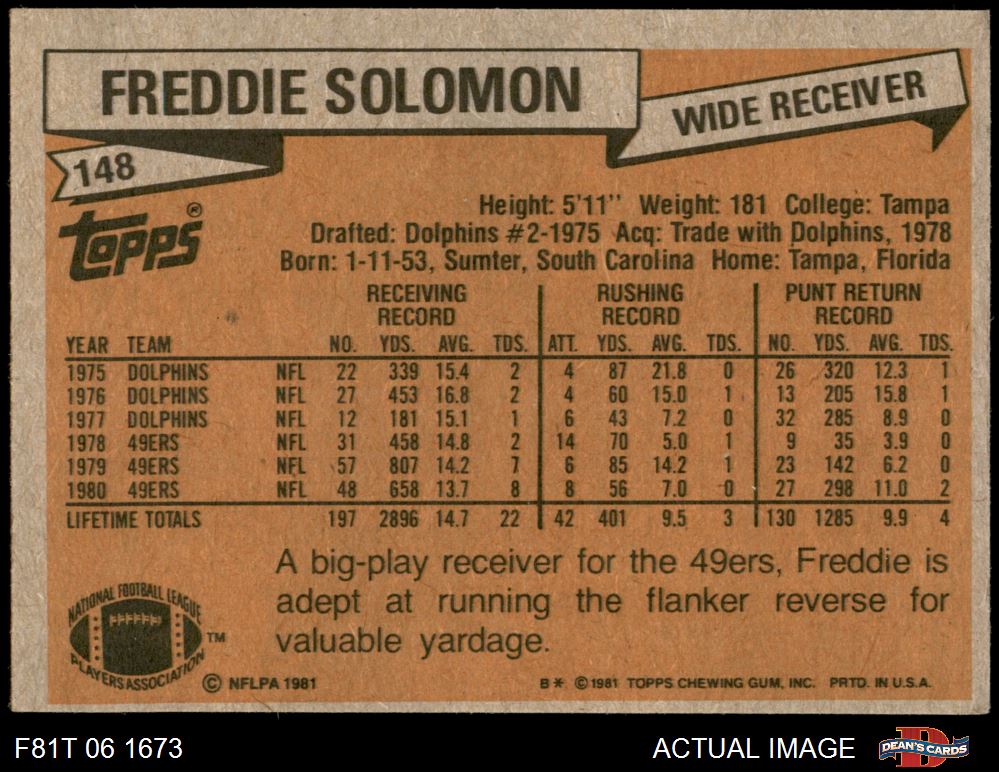 FREDDIE SOLOMON
WIDE RECEIVER
148
TOPPS®
Height: 5'11'' Weight: 181 College: Tampa
Drafted: Dolphins #2-1975 Acq: Trade with Dolphins, 1978
Born: 1-11-53, Sumter, South Carolina Home: Tampa, Florida
RECEIVING RECORD RUSHING RECORD PUNT RETURN RECORD
YEAR TEAM NO. YDS. AVG. TDS. ATT. YDS. AVG. TDS. NO. YDS. AVG. TDS.
1975 DOLPHINS NFL 22 339 15.4 2 4 87 21.8 0 26 320 12.3 1
1976 DOLPHINS NFL 27 453 16.8 2 4 60 15.0 1 13 205 15.8 1
1977 DOLPHINS NFL 12 181 15.1 1 6 43 7.2 0 32 285 8.9 0
1978 49ERS NFL 31 458 14.8 2 14 70 5.0 1 9 35 3.9 0
1979 49ERS NFL 57 807 14.2 7 6 85 14.2 1 23 142 6.2 0
1980 49ERS NFL 48 658 13.7 8 8 56 7.0 0 27 298 11.0 2
LIFETIME TOTALS 197 2896 14.7 22 42 401 9.5 3 130 1285 9.9 4
A big-play receiver for the 49ers, Freddie is
adept at running the flanker reverse for
valuable yardage.
NATIONAL FOOTBALL LEAGUE
PLAYERS ASSOCIATION
™
© NFLPA 1981
B* ©1981 TOPPS CHEWING GUM, INC. PRTD. IN U.S.A.
F81T 06 1673
ACTUAL IMAGE
D
DEAN'S CARDS